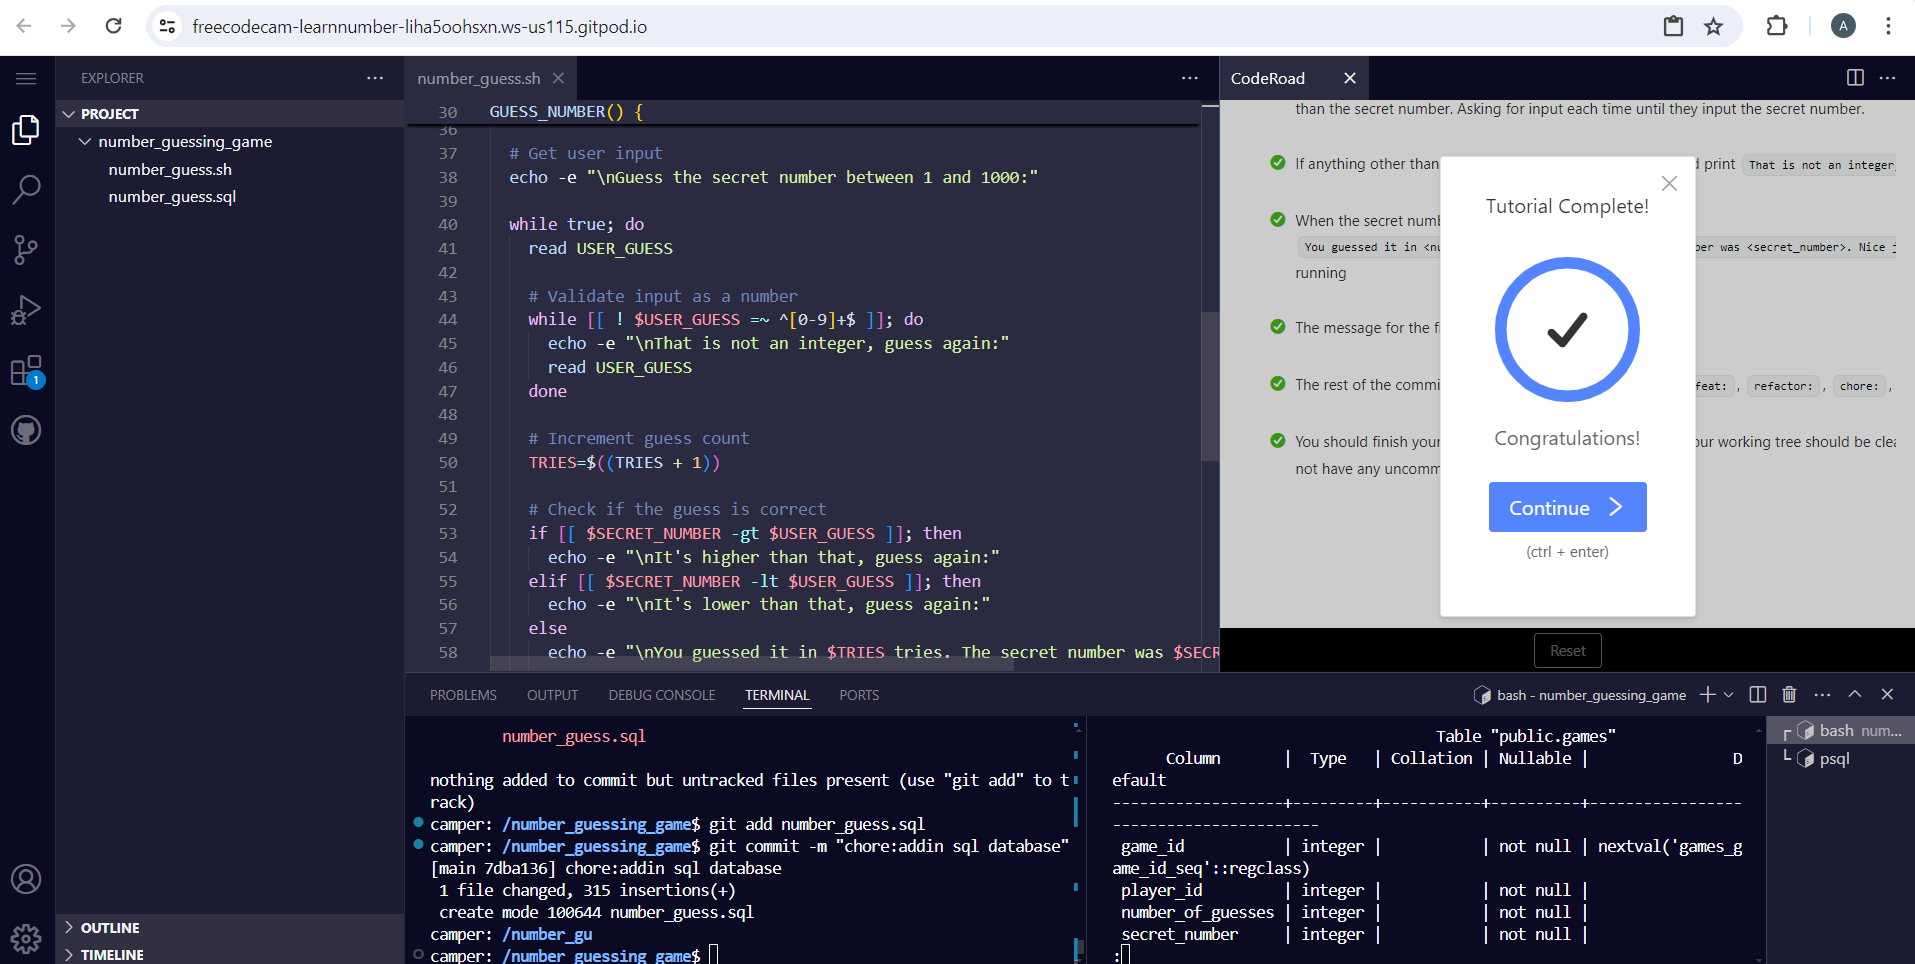 freecodecam-learnnumber-liha5oohsxn.ws-us115.gitpod.io
A
EXPLORER
PROJECT
number_guessing_game
number_guess.sh
number_guess.sql
1
OUTLINE
TIMELINE
number_guess.sh
30 GUESS_NUMBER() {
36
37 # Get user input
38 echo -e "\nGuess the secret number between 1 and 1000:"
39
40 while true; do
41 read USER_GUESS
42
43 # Validate input as a number
44 while [[ ! $USER_GUESS =~ ^[0-9]+$ ]]; do
45 echo -e "\nThat is not an integer, guess again:"
46 read USER_GUESS
47 done
48
49 # Increment guess count
50 TRIES=$((TRIES + 1))
51
52 # Check if the guess is correct
53 if [[ $SECRET_NUMBER -gt $USER_GUESS ]]; then
54 echo -e "\nIt's higher than that, guess again:"
55 elif [[ $SECRET_NUMBER -lt $USER_GUESS ]]; then
56 echo -e "\nIt's lower than that, guess again:"
57 else
58 echo -e "\nYou guessed it in $TRIES tries. The secret number was $SECR
CodeRoad
than the secret number. Asking for input each time until they input the secret number.
If anything other than
print That is not an integer,
When the secret numb
You guessed it in <nu
ber was <secret_number>. Nice j
running
The message for the fi
The rest of the commi
feat: , refactor: , chore: ,
You should finish your
our working tree should be clea
not have any uncomm
Tutorial Complete!
Congratulations!
Continue
(ctrl + enter)
Reset
PROBLEMS OUTPUT DEBUG CONSOLE TERMINAL PORTS
bash - number_guessing_game
number_guess.sql
nothing added to commit but untracked files present (use "git add" to t
rack)
camper: /number_guessing_game$ git add number_guess.sql
camper: /number_guessing_game$ git commit -m "chore:addin sql database"
[main 7dba136] chore:addin sql database
1 file changed, 315 insertions(+)
create mode 100644 number_guess.sql
camper: /number_gu
camper: /number_guessing_game$
Table "public.games"
Column | Type | Collation | Nullable | D
efault
-------------------+---------+-----------+----------+-----------------
-----------------------
game_id | integer | | not null | nextval('games_g
ame_id_seq'::regclass)
player_id | integer | | not null |
number_of_guesses | integer | | not null |
secret_number | integer | | not null |
:
bash num...
psql